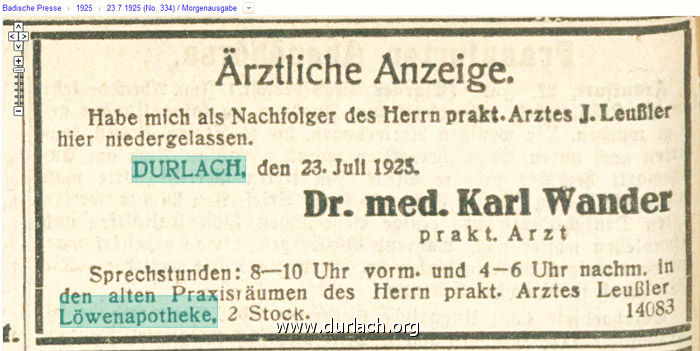 Badische Presse › 1925 › 23 7.1925 (No. 334) / Morgenausgabe
Ärztliche Anzeige.
Habe mich als Nachfolger des Herrn prakt. Arztes J. Leußler
hier niedergelassen.
DURLACH, den 23. Juli 1925.
Dr. med. Karl Wander
prakt. Arzt
Sprechstunden: 8—10 Uhr vorm. und 4—6 Uhr nachm. in
den alten Praxisräumen des Herrn prakt. Arztes Leußler
Löwenapotheke, 2 Stock. 14083
www.durlach.org